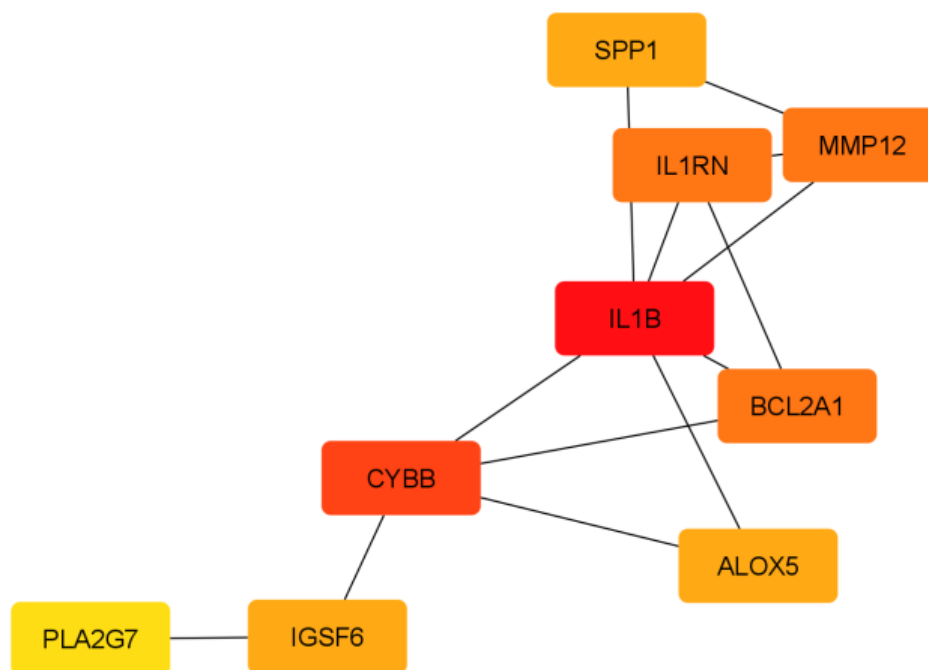 SPP1
MMP12
IL1RN
IL1B
BCL2A1
CYBB
ALOX5
IGSF6
PLA2G7